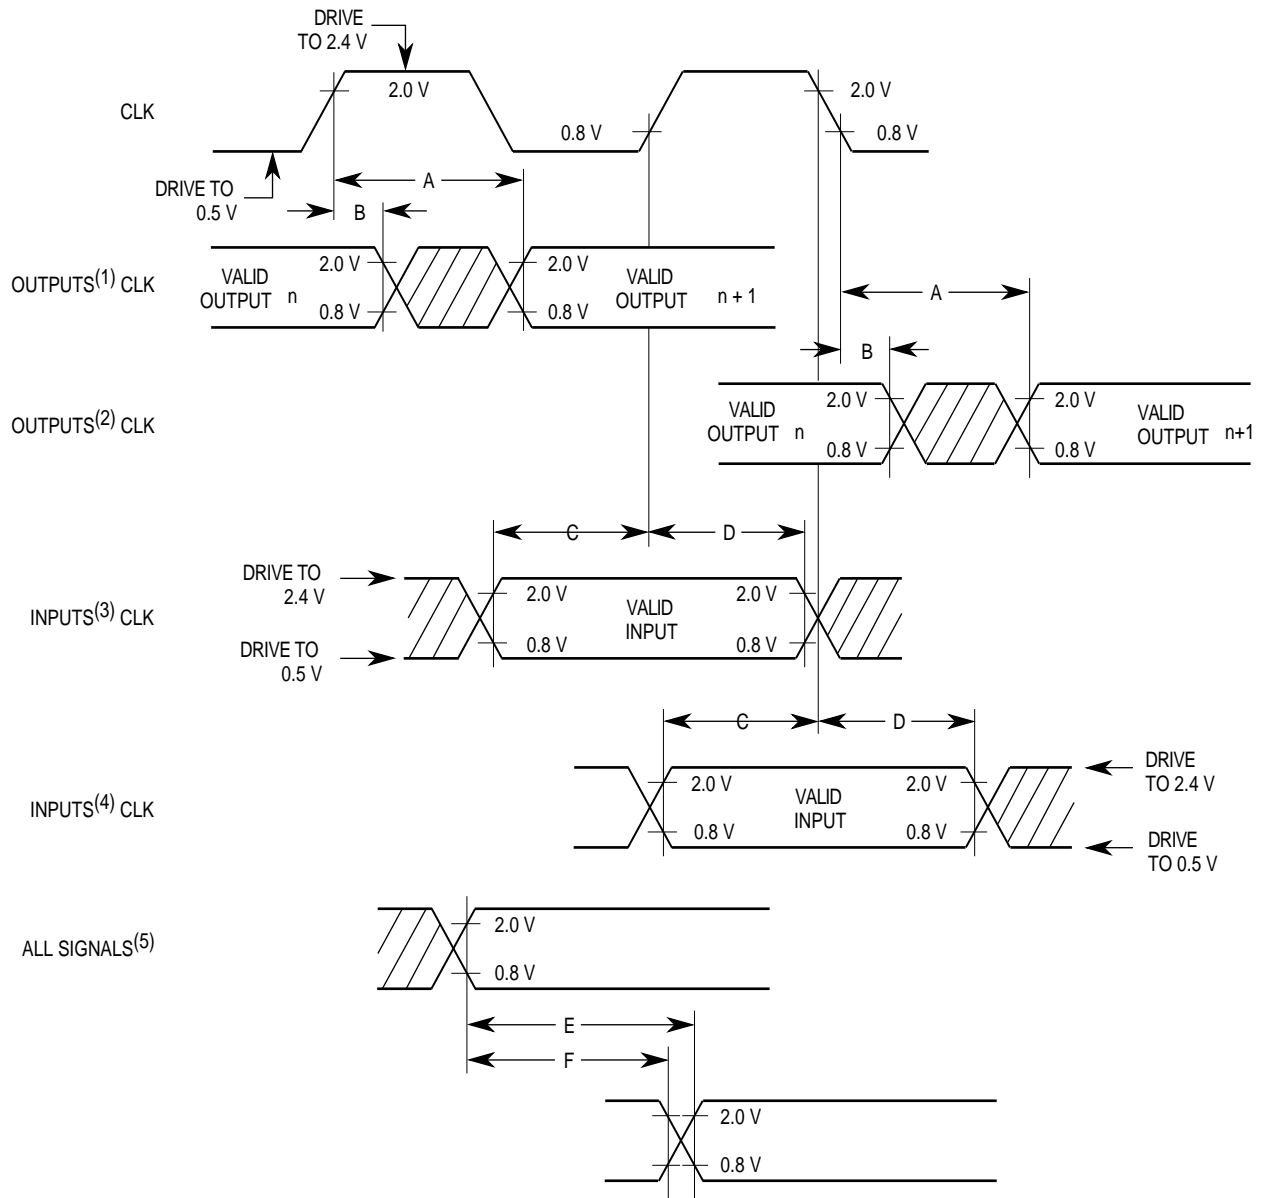 DRIVE
TO 2.4 V
2.0 V
2.0 V
CLK
0.8 V
0.8 V
DRIVE TO
0.5 V
A
B
OUTPUTS(1) CLK
VALID
OUTPUT n
2.0 V
0.8 V
2.0 V
0.8 V
VALID
OUTPUT n + 1
A
B
OUTPUTS(2) CLK
VALID
OUTPUT n
2.0 V
0.8 V
2.0 V
0.8 V
VALID
OUTPUT n+1
C
D
DRIVE TO
2.4 V
INPUTS(3) CLK
DRIVE TO
0.5 V
2.0 V
0.8 V
VALID
INPUT
2.0 V
0.8 V
C
D
INPUTS(4) CLK
2.0 V
0.8 V
VALID
INPUT
2.0 V
0.8 V
DRIVE
TO 2.4 V
DRIVE
TO 0.5 V
ALL SIGNALS(5)
2.0 V
0.8 V
E
F
2.0 V
0.8 V